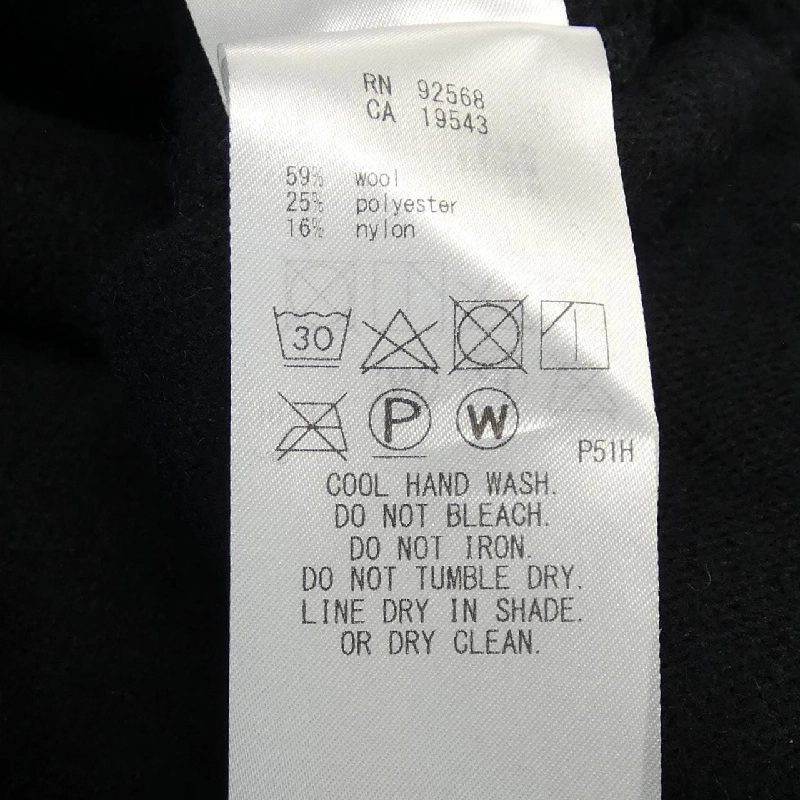 RN 92568
CA 19543
59% wool
25% polyester
16% nylon
30
P W
P51H
COOL HAND WASH.
DO NOT BLEACH.
DO NOT IRON.
DO NOT TUMBLE DRY.
LINE DRY IN SHADE.
OR DRY CLEAN.